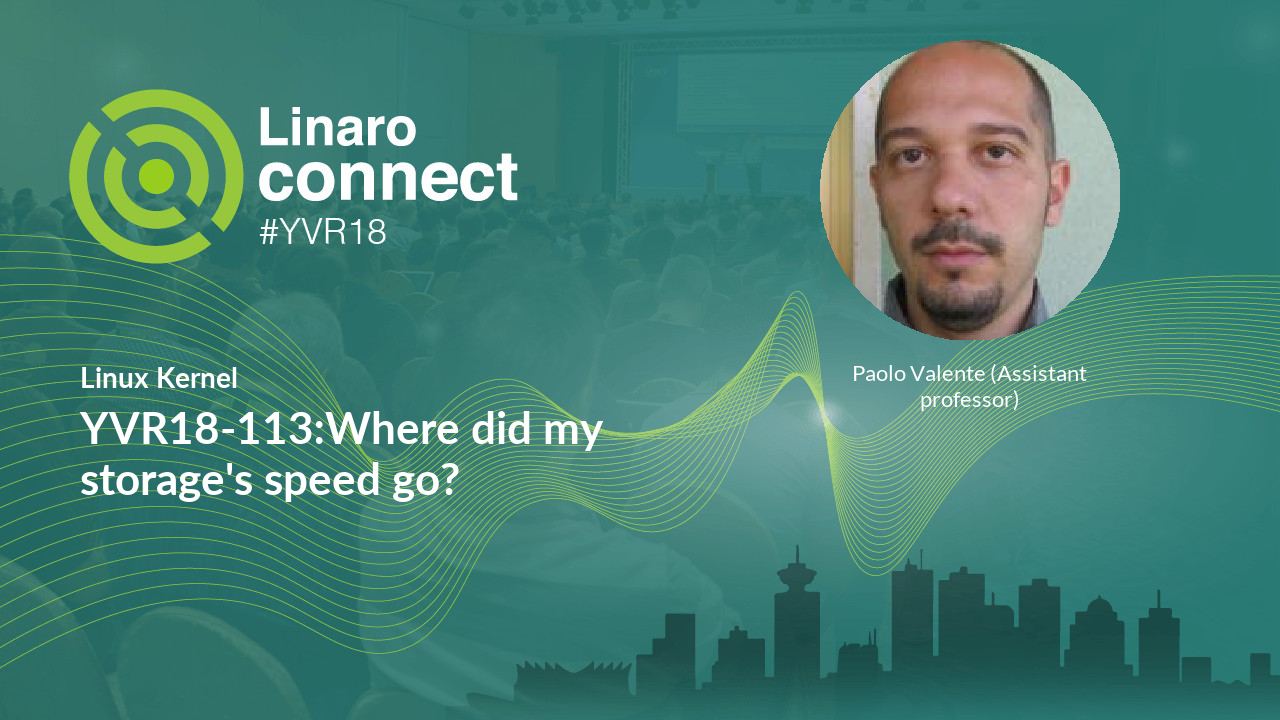 Linaro
connect
#YVR18
Linux Kernel
YVR18-113:Where did my
storage's speed go?
Paolo Valente (Assistant
professor)